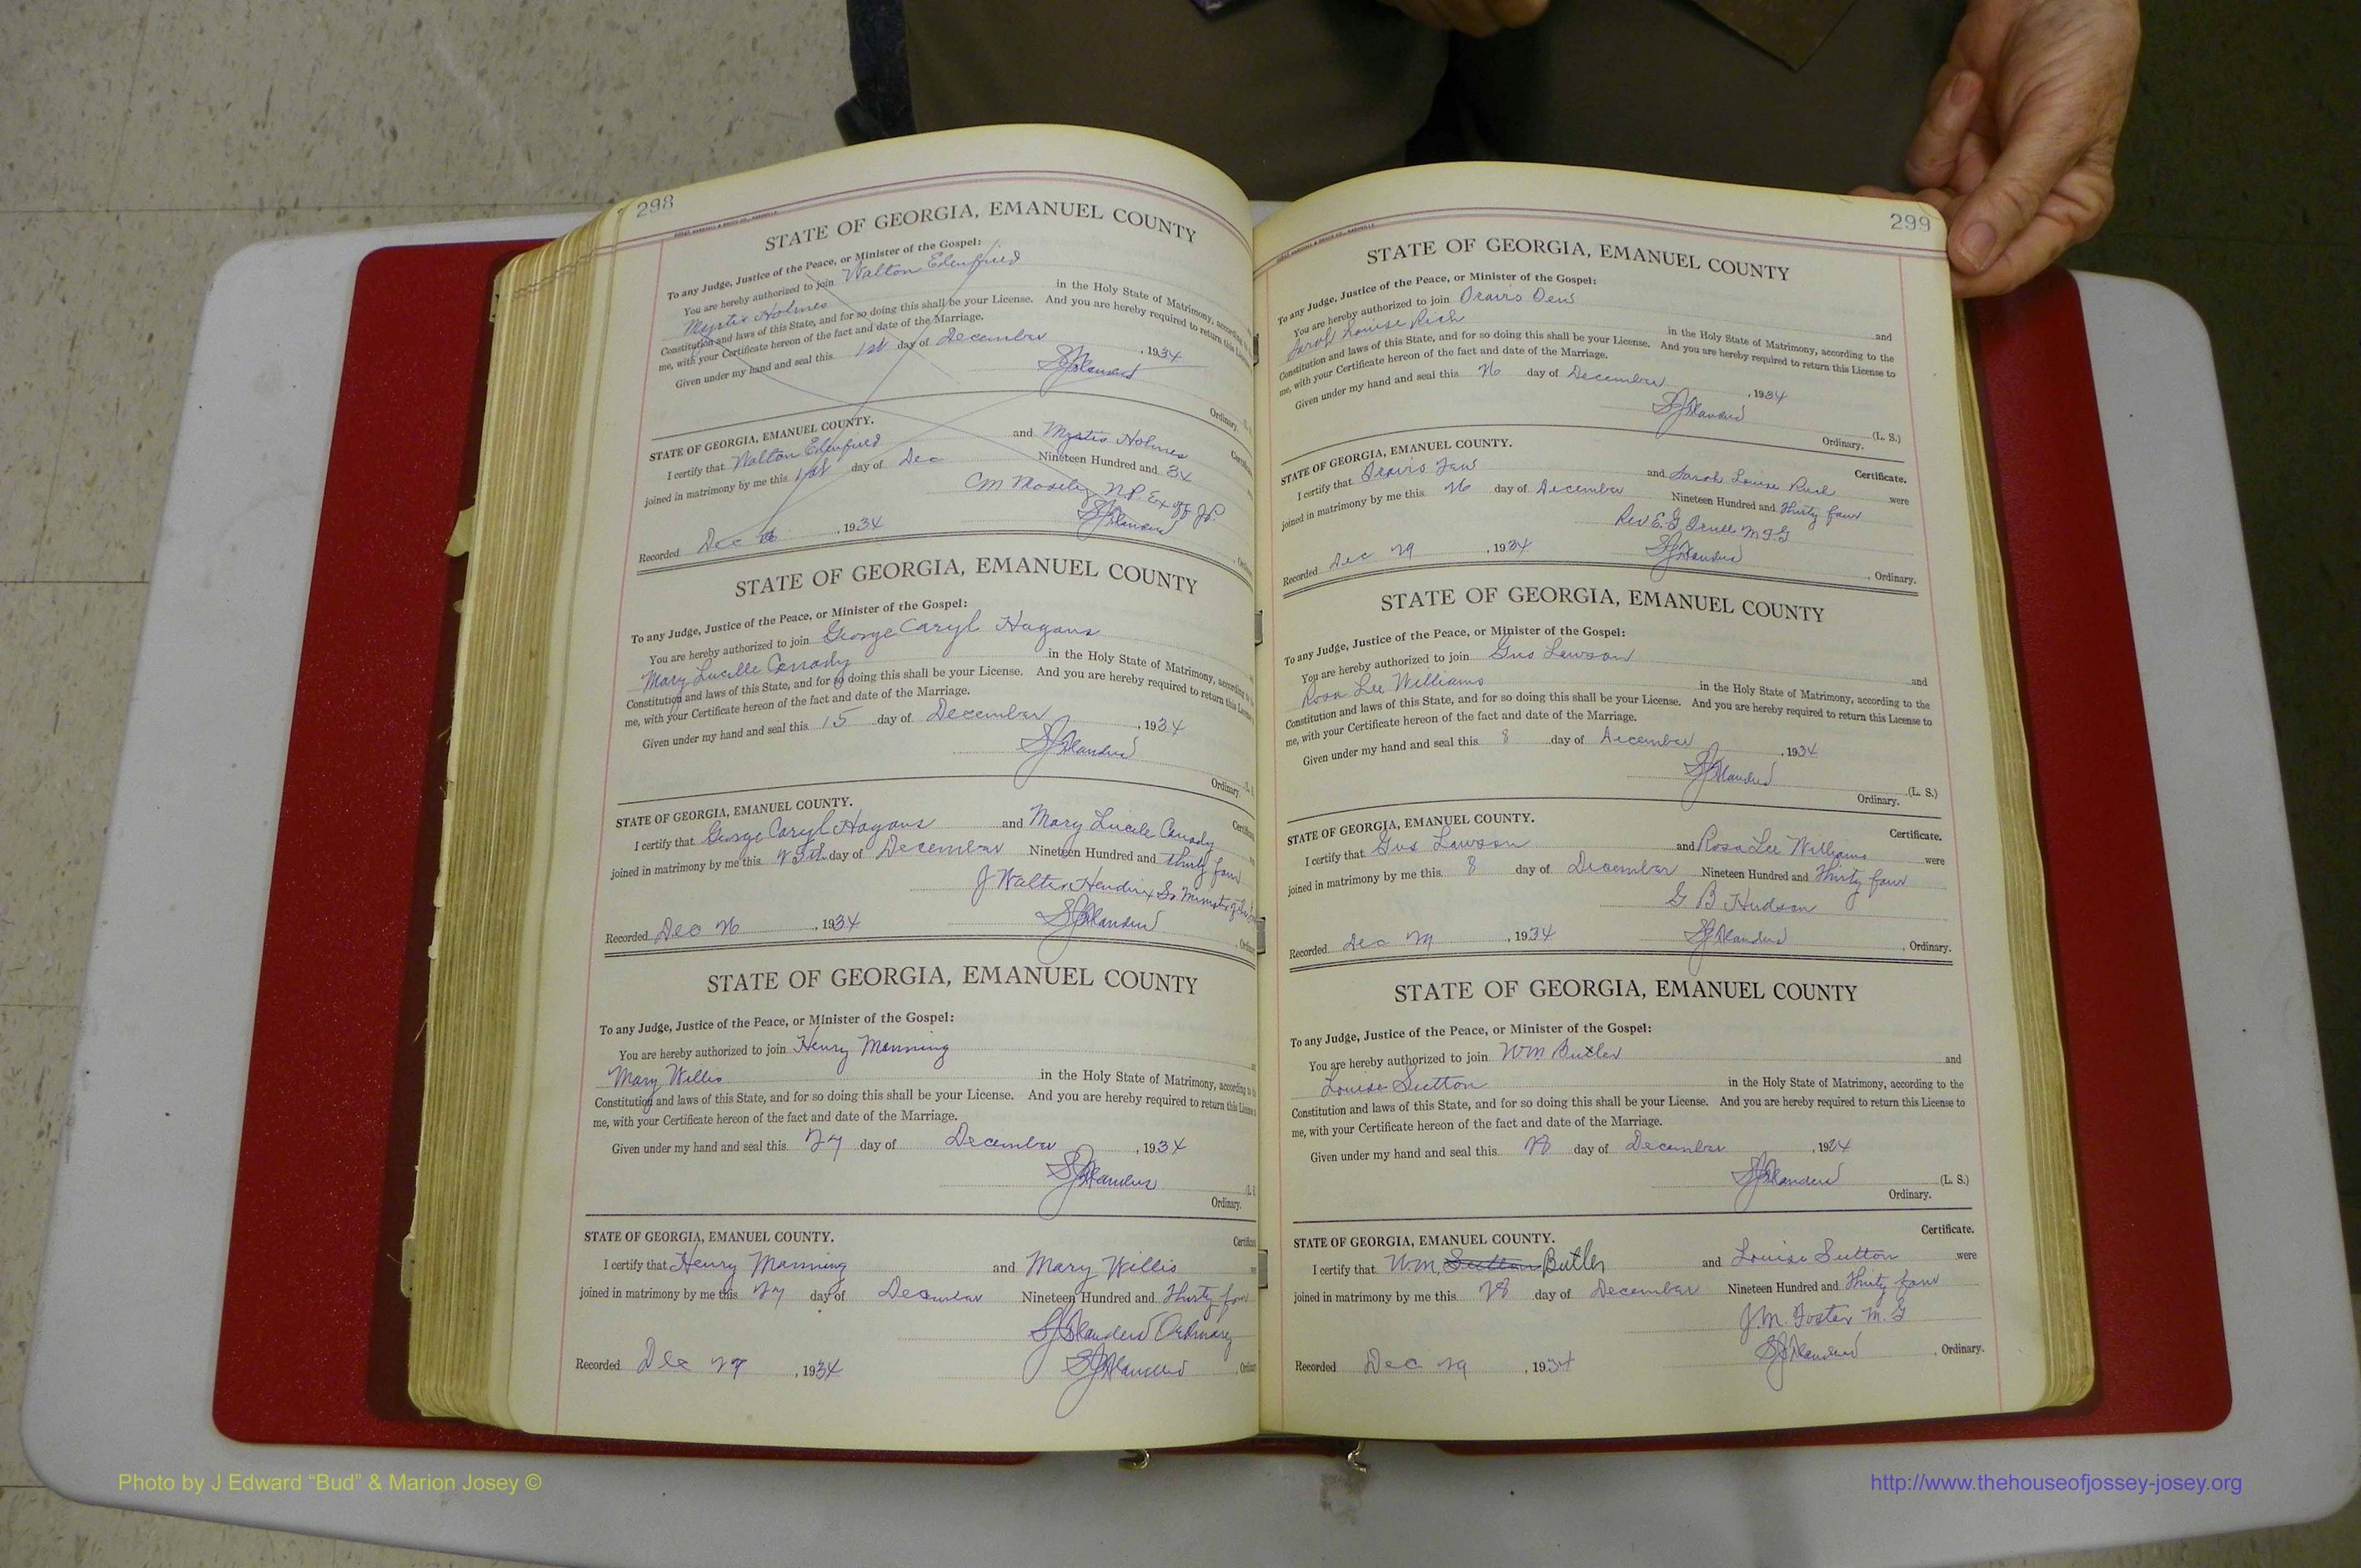 298
STATE OF GEORGIA, EMANUEL COUNTY
To any Judge, Justice of the Peace, or Minister of the Gospel:
You are hereby authorized to join Walton Edenfield
Myrtis Holmes in the Holy State of Matrimony, according
Constitution and laws of this State, and for so doing this shall be your License. And you are hereby required to return this
me, with your Certificate hereon of the fact and date of the Marriage.
Given under my hand and seal this 1st day of December, 1934
Ordinary.
STATE OF GEORGIA, EMANUEL COUNTY.
I certify that Walton Edenfield and Myrtis Holmes
joined in matrimony by me this 1st day of Dec Nineteen Hundred and 34
CM Mosely N.P. Ex off J.P.
Recorded Dec, 1934
STATE OF GEORGIA, EMANUEL COUNTY
To any Judge, Justice of the Peace, or Minister of the Gospel:
You are hereby authorized to join George Caryl Hagans
Mary Lucille Canady in the Holy State of Matrimony, according to
Constitution and laws of this State, and for so doing this shall be your License. And you are hereby required to return this License
me, with your Certificate hereon of the fact and date of the Marriage.
Given under my hand and seal this 15 day of December, 1934
Ordinary.
STATE OF GEORGIA, EMANUEL COUNTY.
I certify that George Caryl Hagans and Mary Lucile Canady
joined in matrimony by me this day of December Nineteen Hundred and thirty four
J Walter Hendrix
Recorded Dec 26, 1934
STATE OF GEORGIA, EMANUEL COUNTY
To any Judge, Justice of the Peace, or Minister of the Gospel:
You are hereby authorized to join Henry Manning
Mary Willis in the Holy State of Matrimony, according to
Constitution and laws of this State, and for so doing this shall be your License. And you are hereby required to return this License
me, with your Certificate hereon of the fact and date of the Marriage.
Given under my hand and seal this 27 day of December, 1934
Ordinary.
STATE OF GEORGIA, EMANUEL COUNTY.
I certify that Henry Manning and Mary Willis
joined in matrimony by me this 27 day of December Nineteen Hundred and Thirty four
Ordinary
Recorded Dec 29, 1934
299
STATE OF GEORGIA, EMANUEL COUNTY
To any Judge, Justice of the Peace, or Minister of the Gospel:
You are hereby authorized to join and
Sarah Louise Rich in the Holy State of Matrimony, according to the
Constitution and laws of this State, and for so doing this shall be your License. And you are hereby required to return this License to
me, with your Certificate hereon of the fact and date of the Marriage.
Given under my hand and seal this 26 day of December, 1934
(L. S.)
Ordinary.
STATE OF GEORGIA, EMANUEL COUNTY. Certificate.
I certify that and Sarah Louise were
joined in matrimony by me this 26 day of December Nineteen Hundred and Thirty four
Rev E. G. M G
Recorded Dec 29, 1934 Ordinary.
STATE OF GEORGIA, EMANUEL COUNTY
To any Judge, Justice of the Peace, or Minister of the Gospel:
You are hereby authorized to join Gus Lawson and
Rosa Lee Williams in the Holy State of Matrimony, according to the
Constitution and laws of this State, and for so doing this shall be your License. And you are hereby required to return this License to
me, with your Certificate hereon of the fact and date of the Marriage.
Given under my hand and seal this 8 day of December, 1934
(L. S.)
Ordinary.
STATE OF GEORGIA, EMANUEL COUNTY. Certificate.
I certify that Gus Lawson and Rosa Lee Williams were
joined in matrimony by me this 8 day of December Nineteen Hundred and Thirty four
G B Hudson
Recorded Dec 29, 1934 Ordinary.
STATE OF GEORGIA, EMANUEL COUNTY
To any Judge, Justice of the Peace, or Minister of the Gospel:
You are hereby authorized to join Wm Butler and
Louise Sutton in the Holy State of Matrimony, according to the
Constitution and laws of this State, and for so doing this shall be your License. And you are hereby required to return this License to
me, with your Certificate hereon of the fact and date of the Marriage.
Given under my hand and seal this 28 day of December, 1934
(L. S.)
Ordinary.
STATE OF GEORGIA, EMANUEL COUNTY. Certificate.
I certify that Wm. Sutton Butler and Louise Sutton were
joined in matrimony by me this 28 day of December Nineteen Hundred and Thirty four
J. M. Foster M. G
Recorded Dec 29, 1934 Ordinary.
Photo by J Edward “Bud” & Marion Josey ©
http://www.thehouseofjossey-josey.org